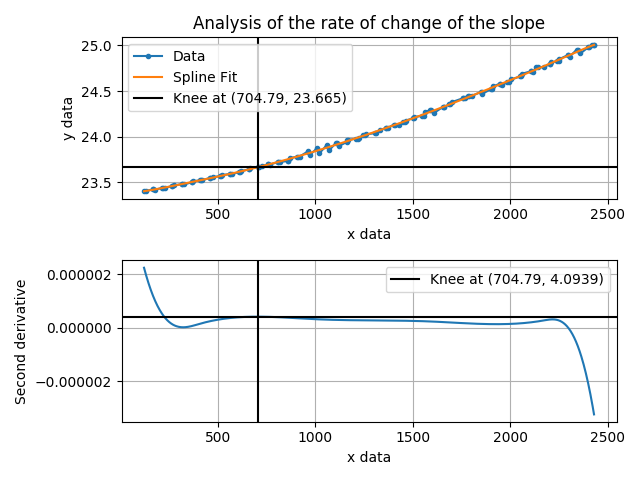 Analysis of the rate of change of the slope
Data
Spline Fit
Knee at (704.79, 23.665)
y data
25.0
24.5
24.0
23.5
500 1000 1500 2000 2500
x data
Knee at (704.79, 4.0939)
Second derivative
0.000002
0.000000
−0.000002
500 1000 1500 2000 2500
x data